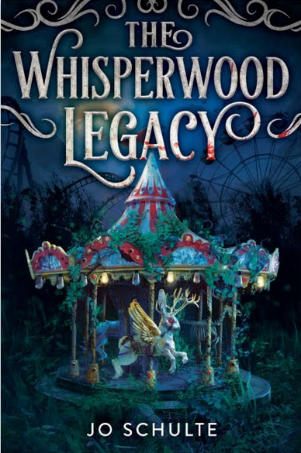 THE
WHISPERWOOD
LEGACY
JO SCHULTE